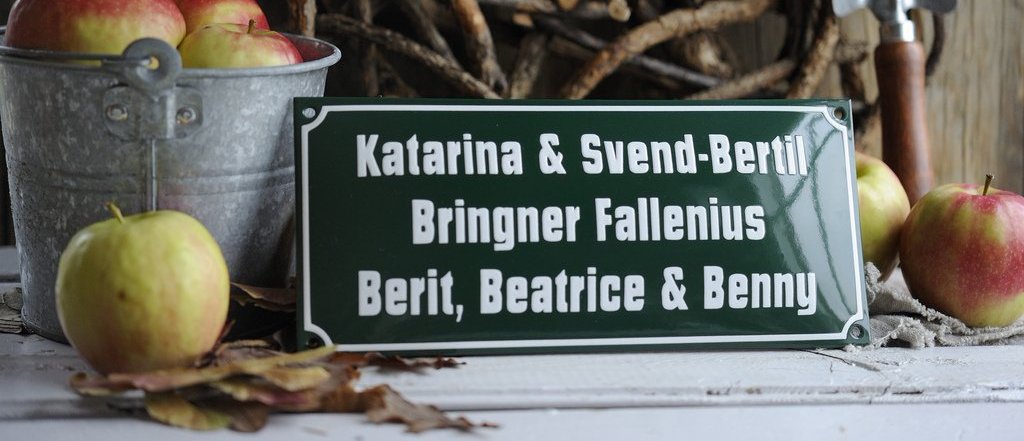 Katarina & Svend-Bertil
Bringner Fallenius
Berit, Beatrice & Benny